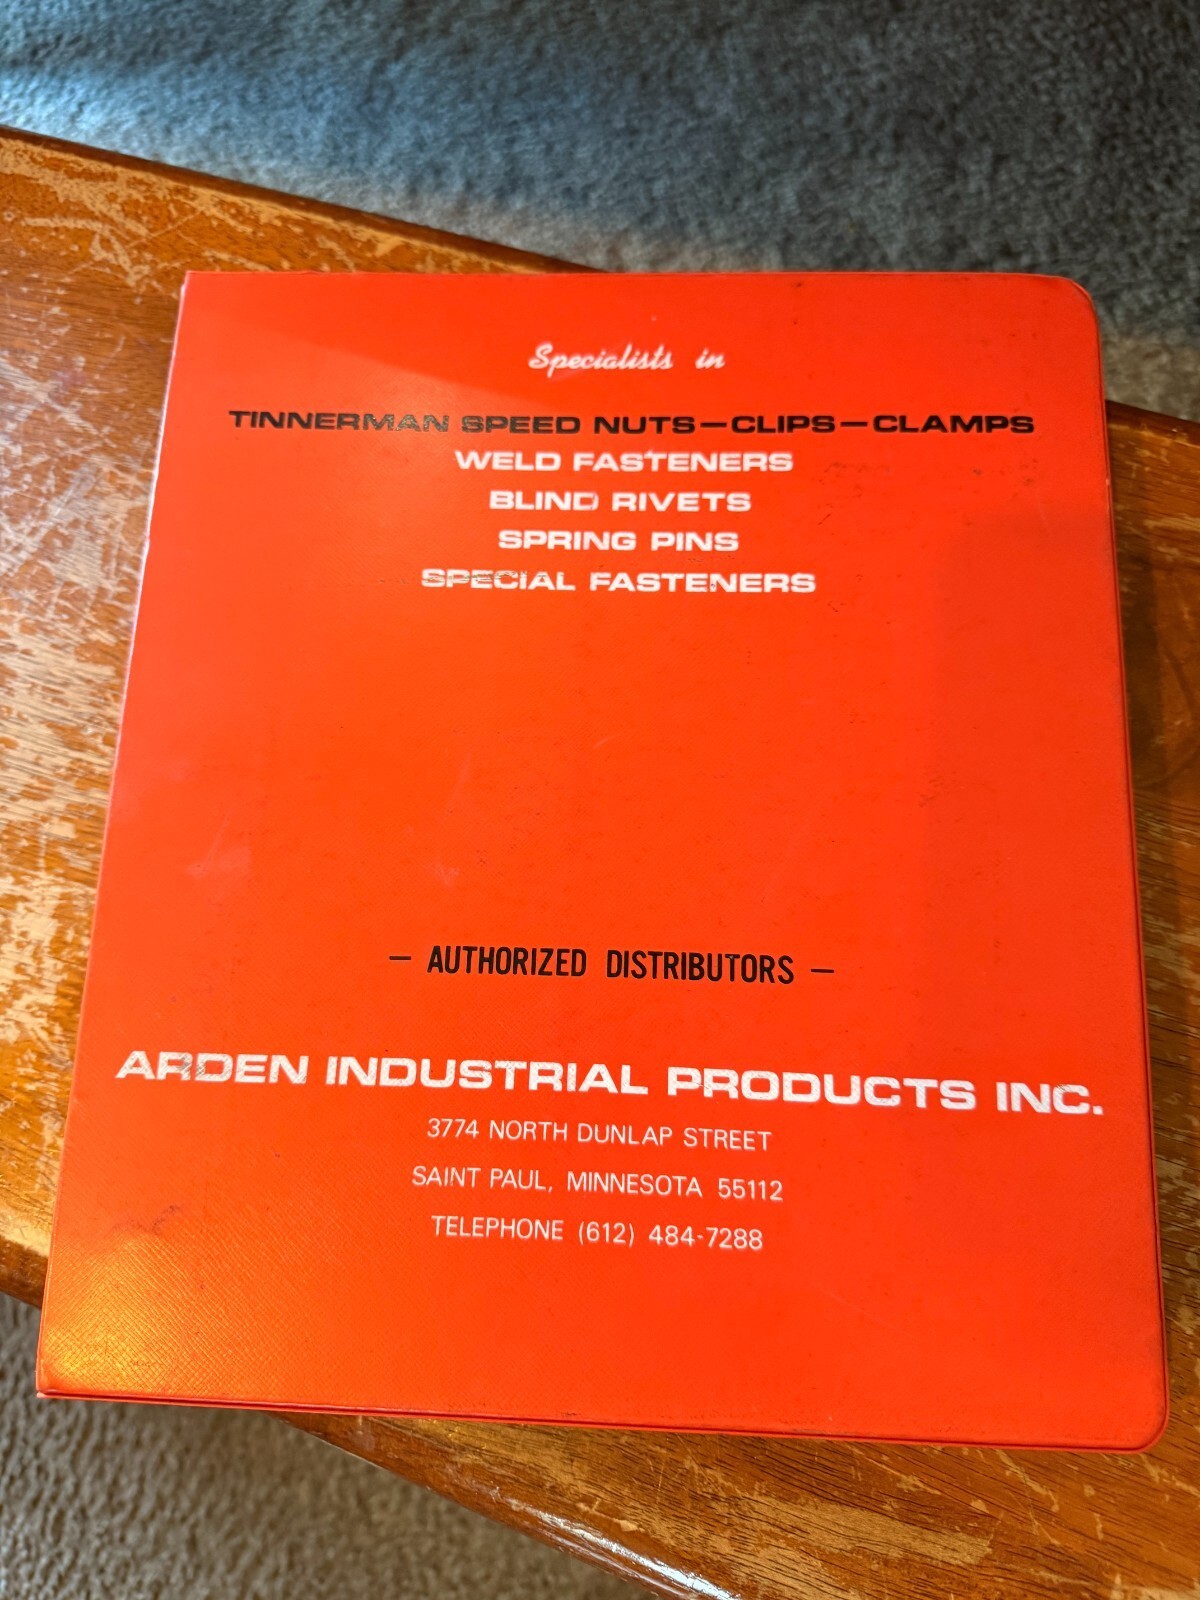 Specialists in
TINNERMAN SPEED NUTS—CLIPS—CLAMPS
WELD FASTENERS
BLIND RIVETS
SPRING PINS
SPECIAL FASTENERS
— AUTHORIZED DISTRIBUTORS —
ARDEN INDUSTRIAL PRODUCTS INC.
3774 NORTH DUNLAP STREET
SAINT PAUL, MINNESOTA 55112
TELEPHONE (612) 484-7288